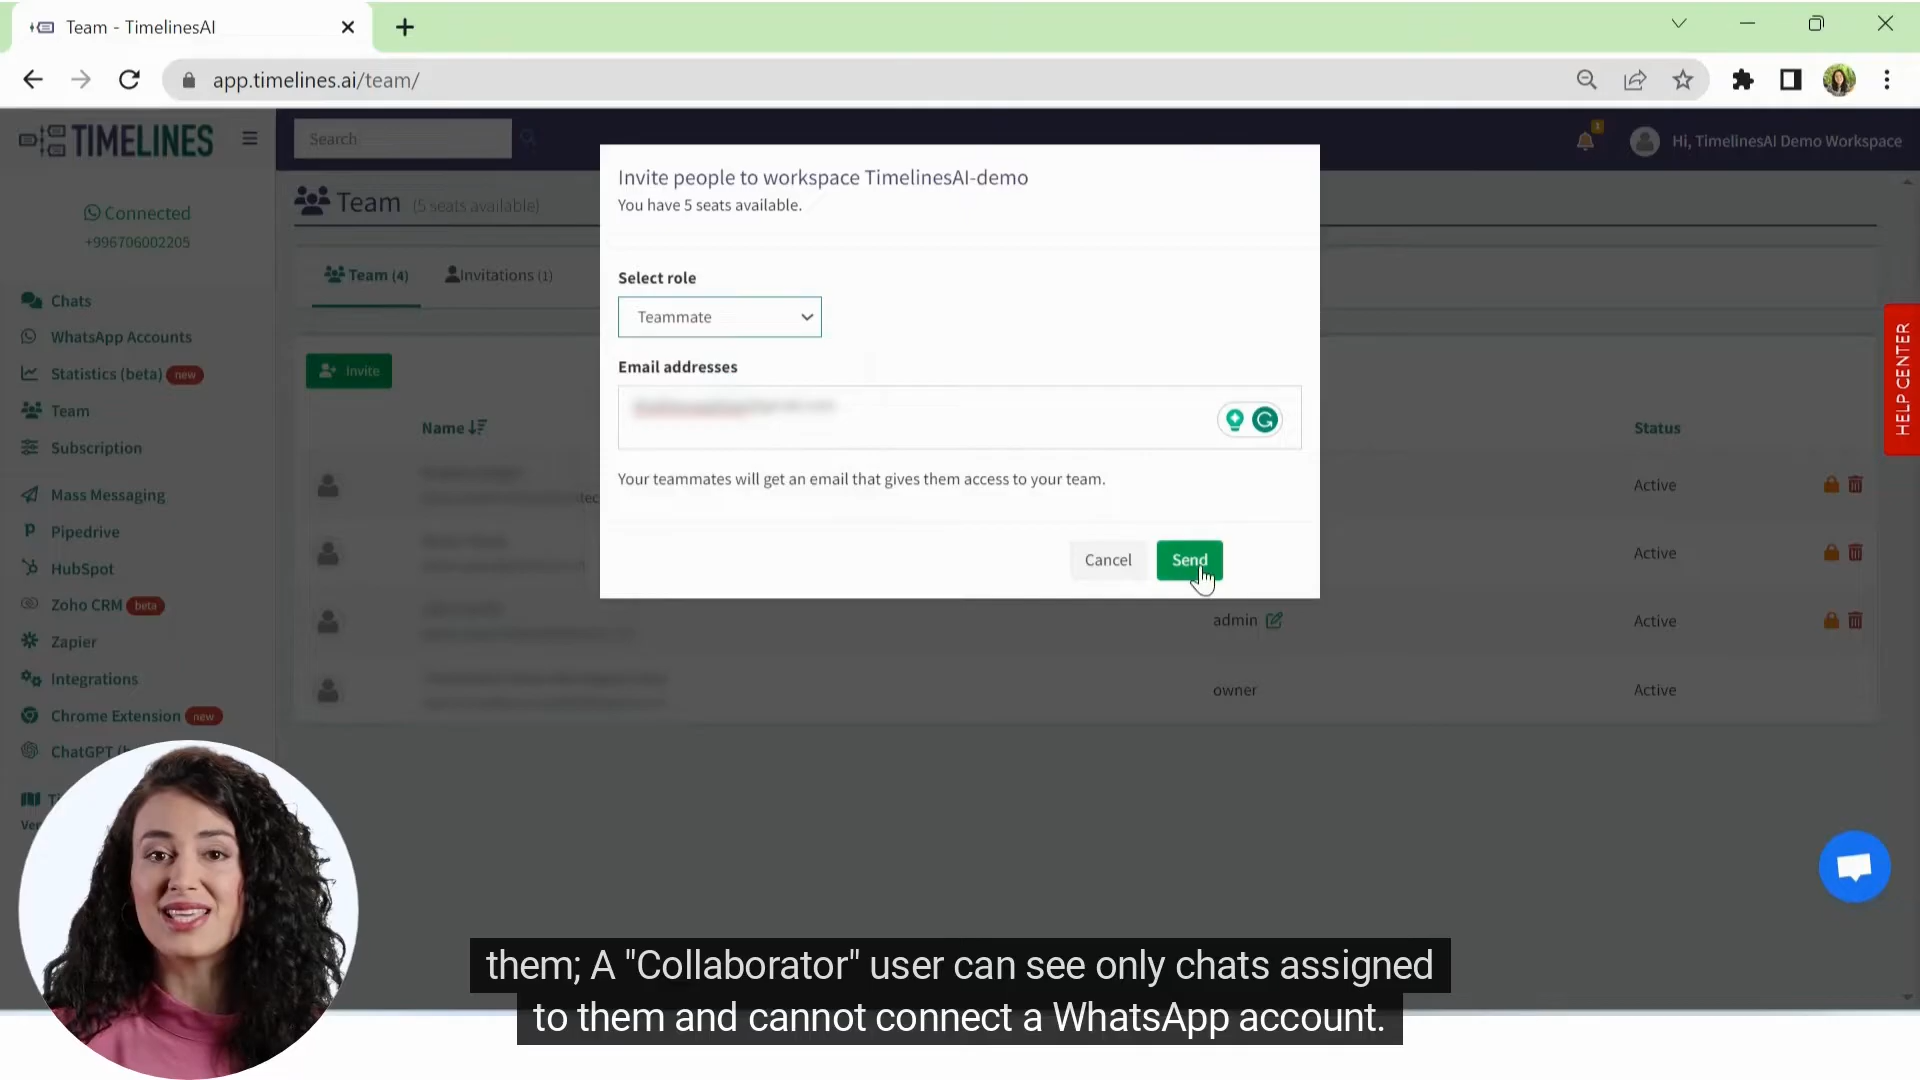 Team - TimelinesAI
app.timelines.ai/team/
TIMELINES
Search
1
Hi, TimelinesAI Demo Workspace
Connected
+996706002205
Chats
WhatsApp Accounts
Statistics (beta) new
Team
Subscription
Mass Messaging
Pipedrive
HubSpot
Zoho CRM beta
Zapier
Integrations
Chrome Extension new
ChatGPT
Team (5 seats available)
Team (4)
Invitations (1)
Invite
Name
Status
Active
Active
admin
Active
owner
Active
Invite people to workspace TimelinesAI-demo
You have 5 seats available.
Select role
Teammate
Email addresses
Your teammates will get an email that gives them access to your team.
Cancel
Send
HELP CENTER
them; A "Collaborator" user can see only chats assigned
to them and cannot connect a WhatsApp account.